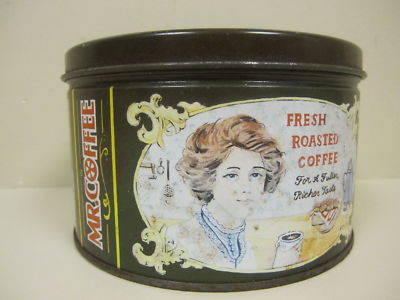 MR. COFFEE
FRESH
ROASTED
COFFEE
For A Fuller,
Richer Taste